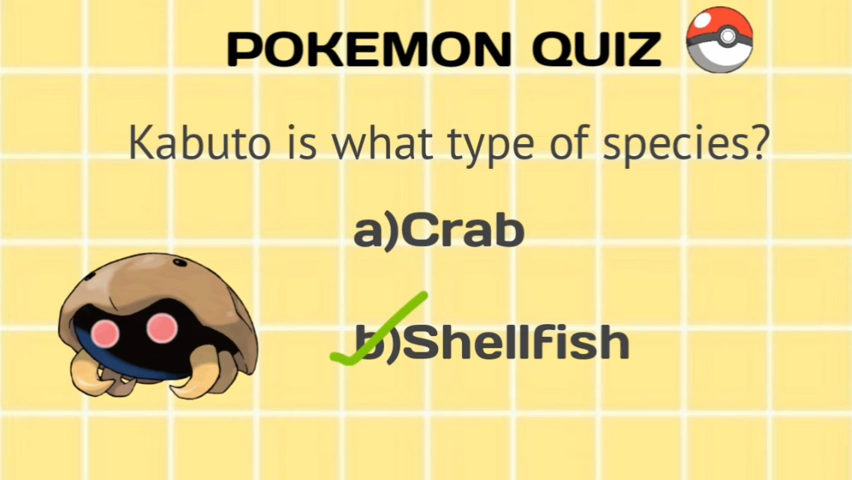 POKEMON QUIZ
Kabuto is what type of species?
a)Crab
b)Shellfish